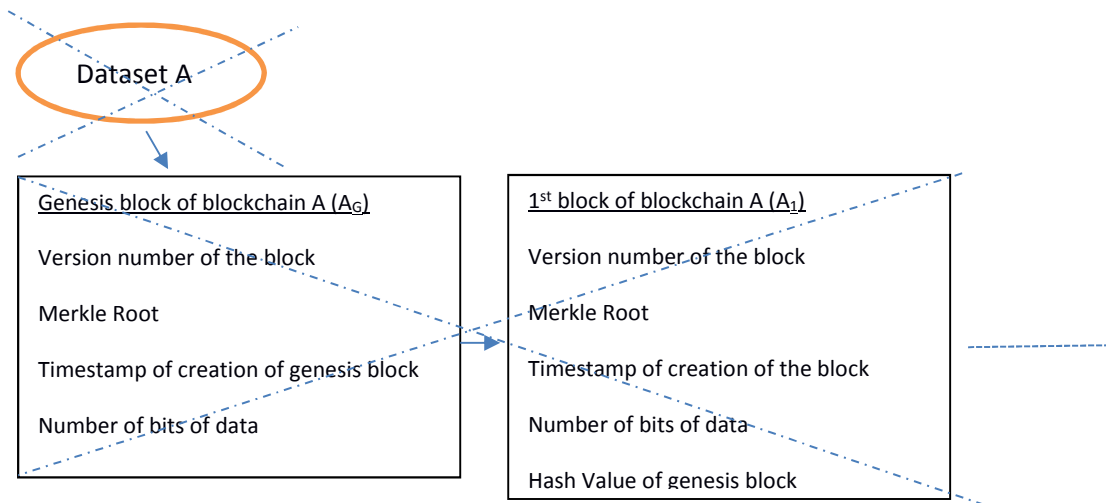 Dataset A
Genesis block of blockchain A (A_G)
Version number of the block
Merkle Root
Timestamp of creation of genesis block
Number of bits of data
1st block of blockchain A (A_1)
Version number of the block
Merkle Root
Timestamp of creation of the block
Number of bits of data
Hash Value of genesis block